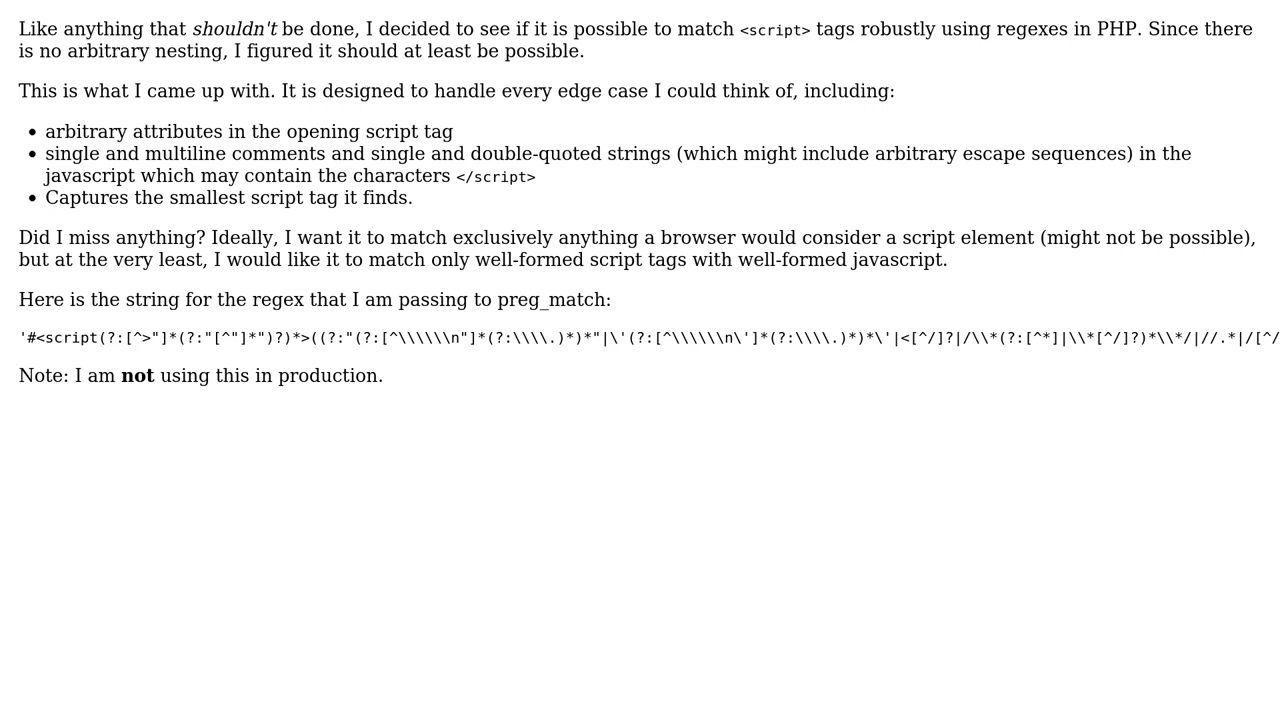 Like anything that shouldn't be done, I decided to see if it is possible to match <script> tags robustly using regexes in PHP. Since there
is no arbitrary nesting, I figured it should at least be possible.
This is what I came up with. It is designed to handle every edge case I could think of, including:
• arbitrary attributes in the opening script tag
• single and multiline comments and single and double-quoted strings (which might include arbitrary escape sequences) in the
javascript which may contain the characters </script>
• Captures the smallest script tag it finds.
Did I miss anything? Ideally, I want it to match exclusively anything a browser would consider a script element (might not be possible),
but at the very least, I would like it to match only well-formed script tags with well-formed javascript.
Here is the string for the regex that I am passing to preg_match:
'#<script(?:[^>"]*(?:"[^"]*")?)*>((?:"(?:[^\\\\\\n"]*(?:\\\\.)*)*"|\'(?:[^\\\\\\n\']*(?:\\\\.)*)*\'|<[^/]?|/\\*(?:[^*]|\\*[^/]?)*\\*/|//.*|/[^/
Note: I am not using this in production.